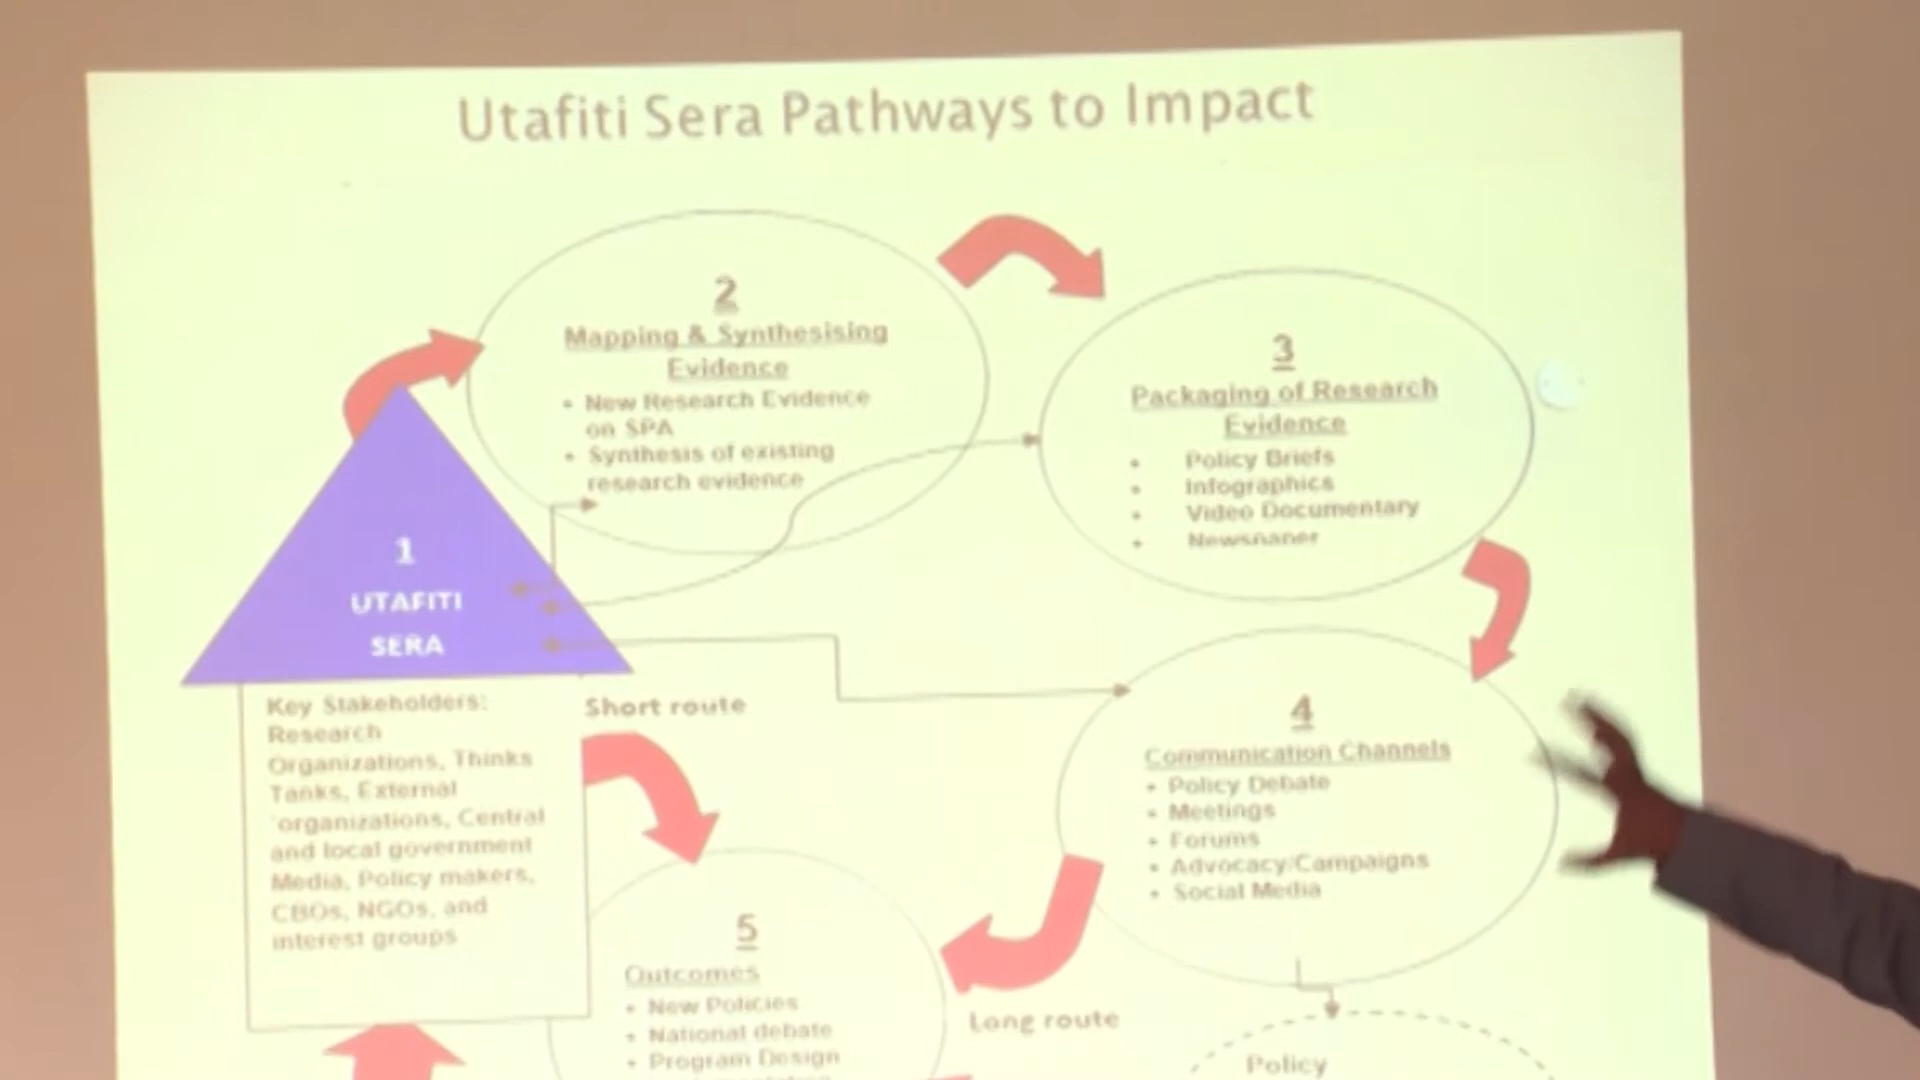 Utafiti Sera Pathways to Impact
2
Mapping & Synthesising
Evidence
• New Research Evidence
on SPA
• Synthesis of existing
research evidence
3
Packaging of Research
Evidence
• Policy Briefs
• Infographics
• Video Documentary
• Newspaper
1
UTAFITI
SERA
Key Stakeholders:
Research
Organizations, Thinks
Tanks, External
'organizations, Central
and local government
Media, Policy makers,
CBOs, NGOs, and
interest groups
Short route
4
Communication Channels
• Policy Debate
• Meetings
• Forums
• Advocacy/Campaigns
• Social Media
5
Outcomes
• New Policies
• National debate
• Program Design
Long route
Policy